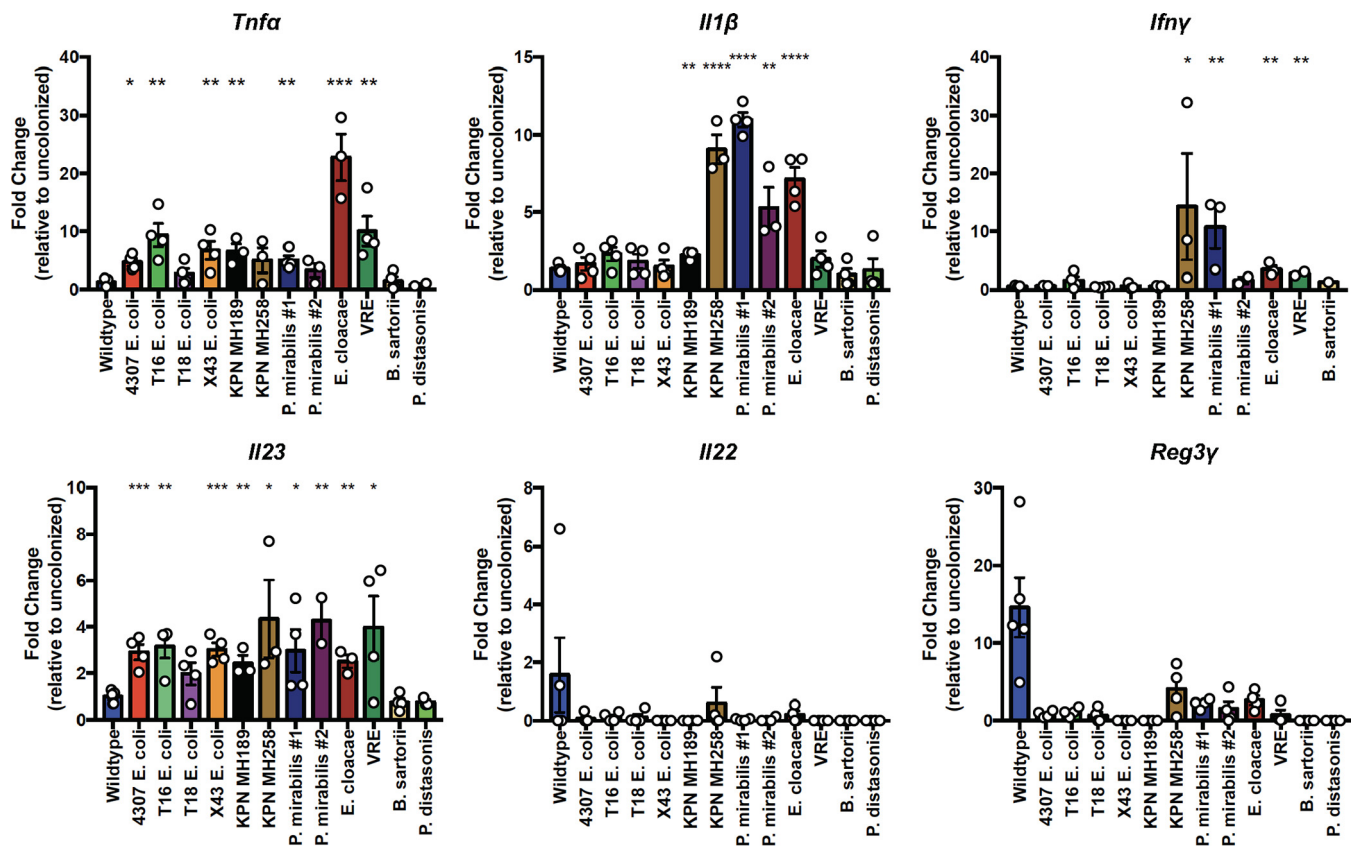 Tnfα
Fold Change
(relative to uncolonized)
40
30
20
10
0
* ** ** ** ** *** **
Wildtype
4307 E. coli
T16 E. coli
T18 E. coli
X43 E. coli
KPN MH189
KPN MH258
P. mirabilis #1
P. mirabilis #2
E. cloacae
VRE
B. sartorii
P. distasonis
Il1β
Fold Change
(relative to uncolonized)
15
10
5
0
** **** **** ** ****
Wildtype
4307 E. coli
T16 E. coli
T18 E. coli
X43 E. coli
KPN MH189
KPN MH258
P. mirabilis #1
P. mirabilis #2
E. cloacae
VRE
B. sartorii
P. distasonis
Ifnγ
Fold Change
(relative to uncolonized)
40
30
20
10
0
* ** ** **
Wildtype
4307 E. coli
T16 E. coli
T18 E. coli
X43 E. coli
KPN MH189
KPN MH258
P. mirabilis #1
P. mirabilis #2
E. cloacae
VRE
B. sartorii
Il23
Fold Change
(relative to uncolonized)
10
8
6
4
2
0
*** ** *** ** * * ** ** *
Wildtype
4307 E. coli
T16 E. coli
T18 E. coli
X43 E. coli
KPN MH189
KPN MH258
P. mirabilis #1
P. mirabilis #2
E. cloacae
VRE
B. sartorii
P. distasonis
Il22
Fold Change
(relative to uncolonized)
8
6
4
2
0
Wildtype
4307 E. coli
T16 E. coli
T18 E. coli
X43 E. coli
KPN MH189
KPN MH258
P. mirabilis #1
P. mirabilis #2
E. cloacae
VRE
B. sartorii
P. distasonis
Reg3γ
Fold Change
(relative to uncolonized)
30
20
10
0
Wildtype
4307 E. coli
T16 E. coli
T18 E. coli
X43 E. coli
KPN MH189
KPN MH258
P. mirabilis #1
P. mirabilis #2
E. cloacae
VRE
B. sartorii
P. distasonis